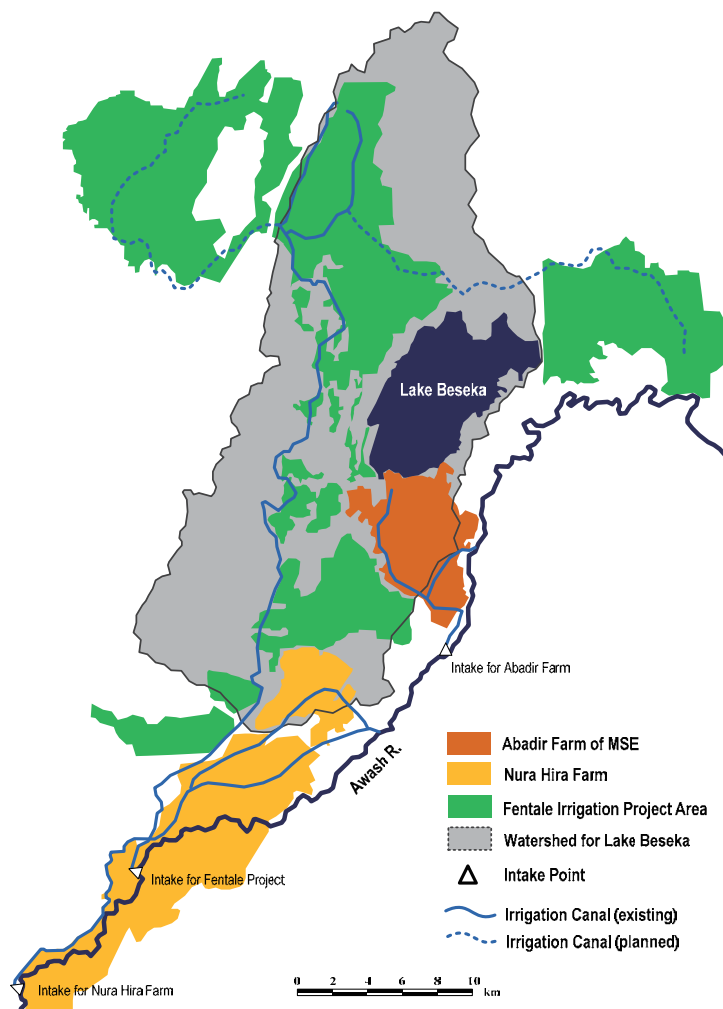 Lake Beseka
Intake for Abadir Farm
Awash R.
Abadir Farm of MSE
Nura Hira Farm
Fentale Irrigation Project Area
Watershed for Lake Beseka
Intake Point
Irrigation Canal (existing)
Irrigation Canal (planned)
Intake for Fentale Project
Intake for Nura Hira Farm
0 2 4 6 8 10
km